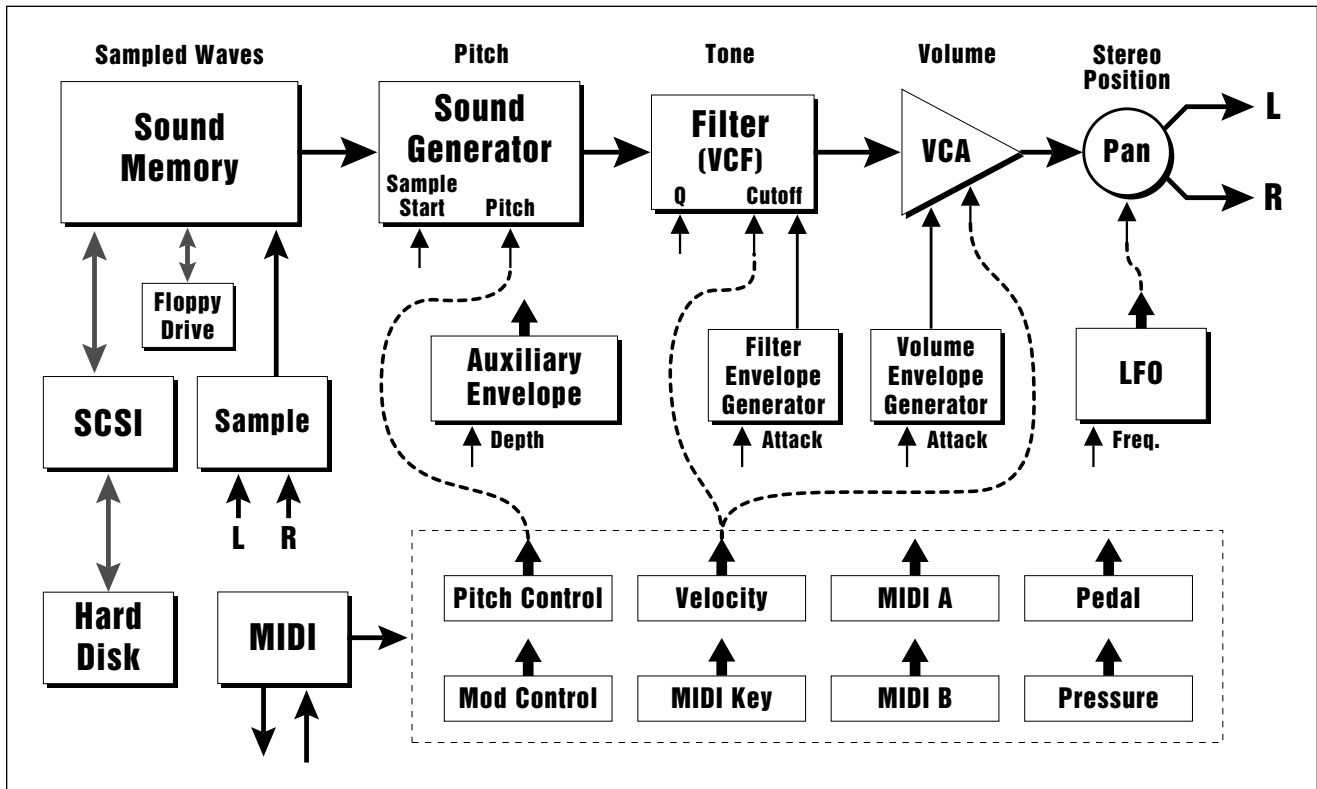 Sampled Waves
Pitch
Tone
Volume
Stereo
Position
Sound
Memory
Sound
Generator
Sample
Start
Pitch
Filter
(VCF)
Q
Cutoff
VCA
Pan
L
R
Floppy
Drive
SCSI
Sample
L
R
Hard
Disk
Auxiliary
Envelope
Depth
Filter
Envelope
Generator
Attack
Volume
Envelope
Generator
Attack
LFO
Freq.
MIDI
Pitch Control
Velocity
MIDI A
Pedal
Mod Control
MIDI Key
MIDI B
Pressure